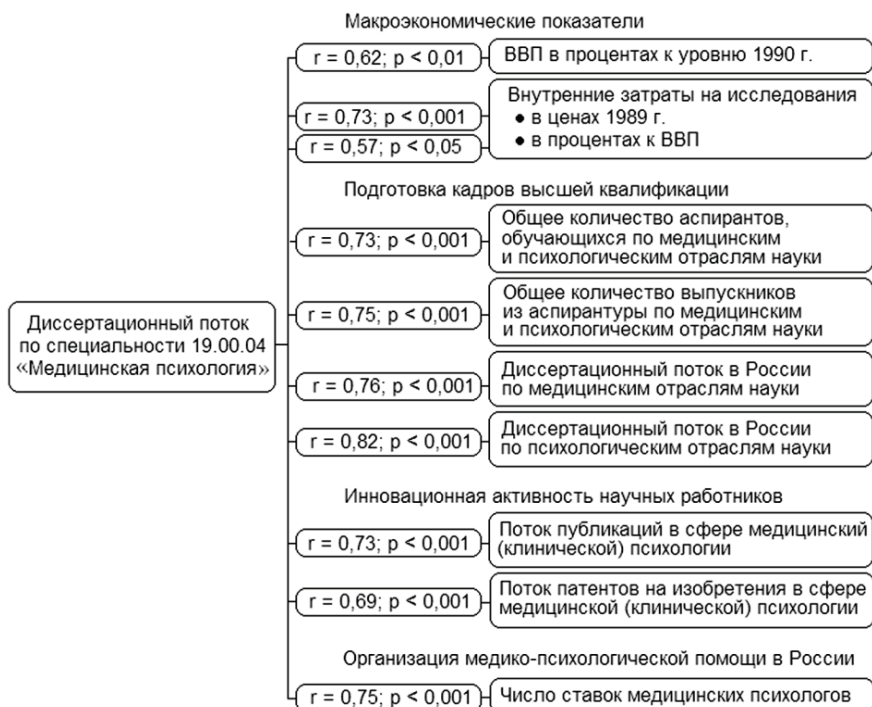 Макроэкономические показатели
r = 0,62; p < 0,01
ВВП в процентах к уровню 1990 г.
r = 0,73; p < 0,001
r = 0,57; p < 0,05
Внутренние затраты на исследования
● в ценах 1989 г.
● в процентах к ВВП
Подготовка кадров высшей квалификации
r = 0,73; p < 0,001
Общее количество аспирантов,
обучающихся по медицинским
и психологическим отраслям науки
Диссертационный поток
по специальности 19.00.04
«Медицинская психология»
r = 0,75; p < 0,001
Общее количество выпускников
из аспирантуры по медицинским
и психологическим отраслям науки
r = 0,76; p < 0,001
Диссертационный поток в России
по медицинским отраслям науки
r = 0,82; p < 0,001
Диссертационный поток в России
по психологическим отраслям науки
Инновационная активность научных работников
r = 0,73; p < 0,001
Поток публикаций в сфере медицинский
(клинической) психологии
r = 0,69; p < 0,001
Поток патентов на изобретения в сфере
медицинской (клинической) психологии
Организация медико-психологической помощи в России
r = 0,75; p < 0,001
Число ставок медицинских психологов